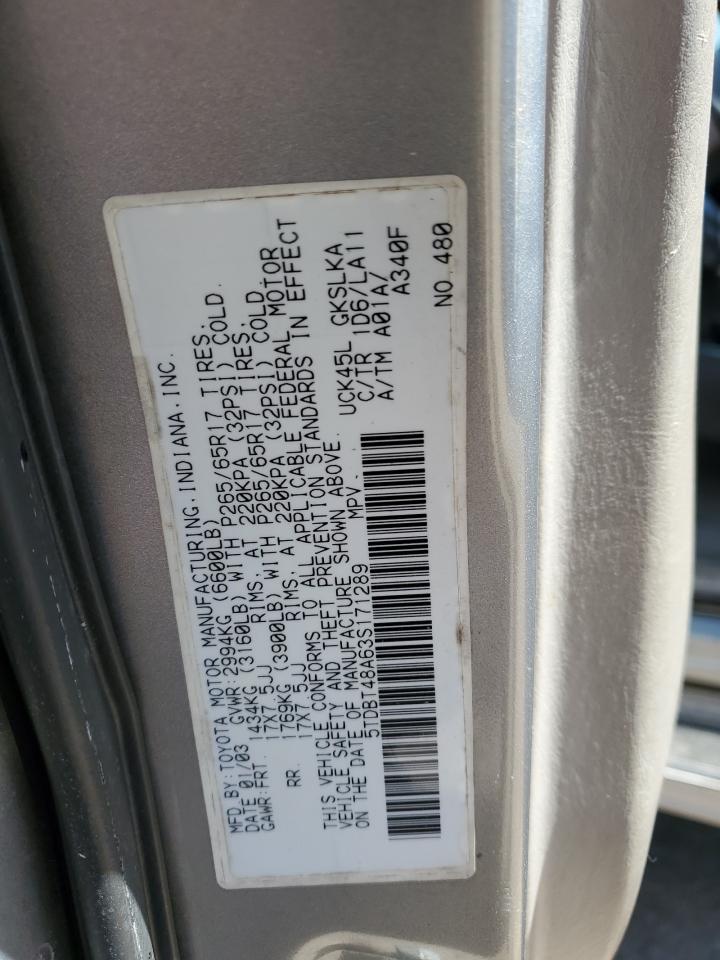 MFD.BY:TOYOTA MOTOR MANUFACTURING.INDIANA.INC.
DATE 01/03 GVWR:2994KG (6600LB)
GAWR:FRT. 1434KG (3160LB) WITH P265/65R17 TIRES.
17X7.5JJ RIMS. AT 220KPA (32PSI) COLD.
RR. 1769KG (3900LB) WITH P265/65R17 TIRES.
17X7.5JJ RIMS. AT 220KPA (32PSI) COLD.
THIS VEHICLE CONFORMS TO ALL APPLICABLE FEDERAL MOTOR
VEHICLE SAFETY AND THEFT PREVENTION STANDARDS IN EFFECT
ON THE DATE OF MANUFACTURE SHOWN ABOVE.
5TDBT48A63S171289 MPV.
UCK45L GKSLKA
C/TR 1D6/LA11
A/TM A01A/
A340F
NO.480